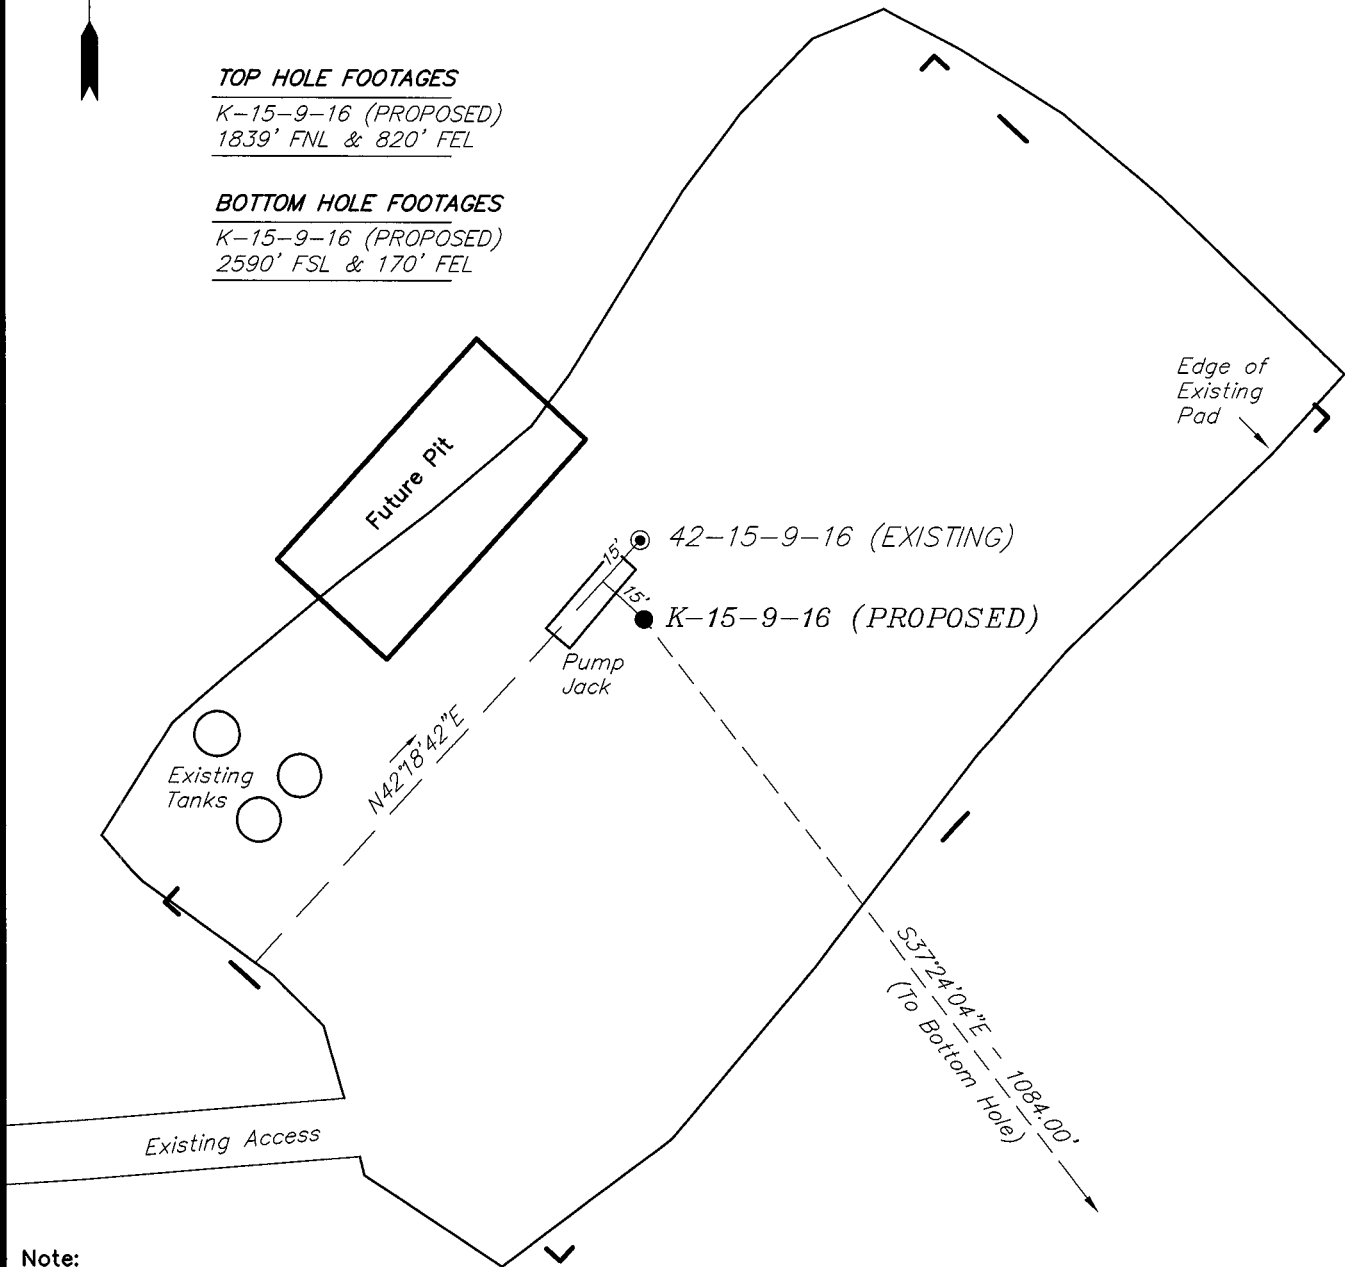 TOP HOLE FOOTAGES
K-15-9-16 (PROPOSED)
1839' FNL & 820' FEL
BOTTOM HOLE FOOTAGES
K-15-9-16 (PROPOSED)
2590' FSL & 170' FEL
Edge of
Existing
Pad
Future Pit
42-15-9-16 (EXISTING)
15'
15'
K-15-9-16 (PROPOSED)
Pump
Jack
N42°18'42"E
Existing
Tanks
S37°24'04"E - 1084.00'
(To Bottom Hole)
Existing Access
Note: